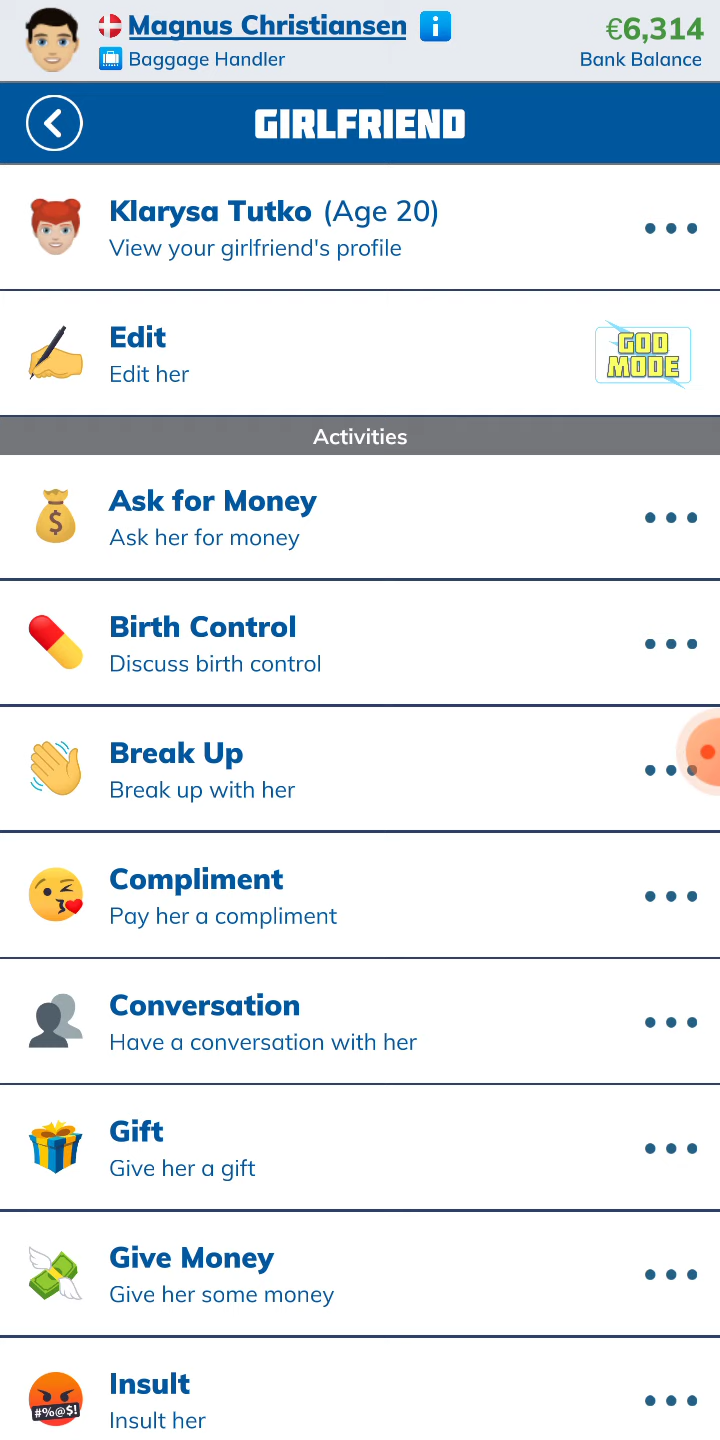 Magnus Christiansen
€6,314
Baggage Handler
Bank Balance
GIRLFRIEND
Klarysa Tutko (Age 20)
View your girlfriend's profile
Edit
Edit her
GOD
MODE
Activities
Ask for Money
Ask her for money
Birth Control
Discuss birth control
Break Up
Break up with her
Compliment
Pay her a compliment
Conversation
Have a conversation with her
Gift
Give her a gift
Give Money
Give her some money
Insult
#%@$!
Insult her